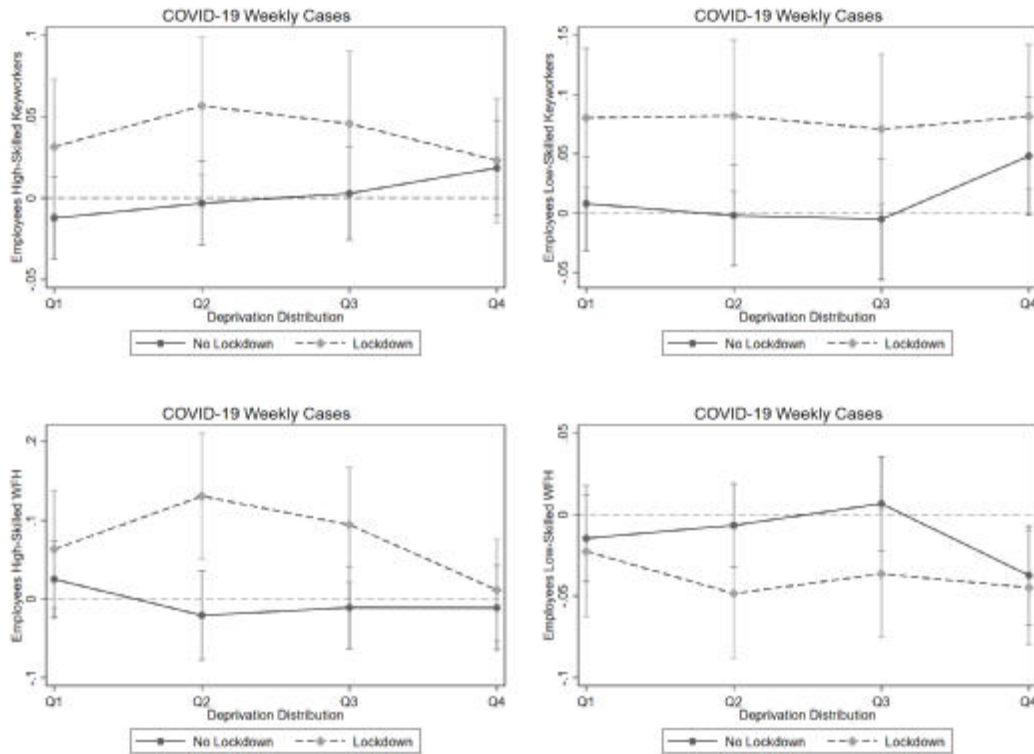 COVID-19 Weekly Cases
Employees High-Skilled Keyworkers
.1
.05
0
-.05
Q1 Q2 Q3 Q4
Deprivation Distribution
No Lockdown Lockdown
COVID-19 Weekly Cases
Employees Low-Skilled Keyworkers
.15
.1
.05
0
-.05
Q1 Q2 Q3 Q4
Deprivation Distribution
No Lockdown Lockdown
COVID-19 Weekly Cases
Employees High-Skilled WFH
.2
.1
0
-.1
Q1 Q2 Q3 Q4
Deprivation Distribution
No Lockdown Lockdown
COVID-19 Weekly Cases
Employees Low-Skilled WFH
.05
0
-.05
-.1
Q1 Q2 Q3 Q4
Deprivation Distribution
No Lockdown Lockdown